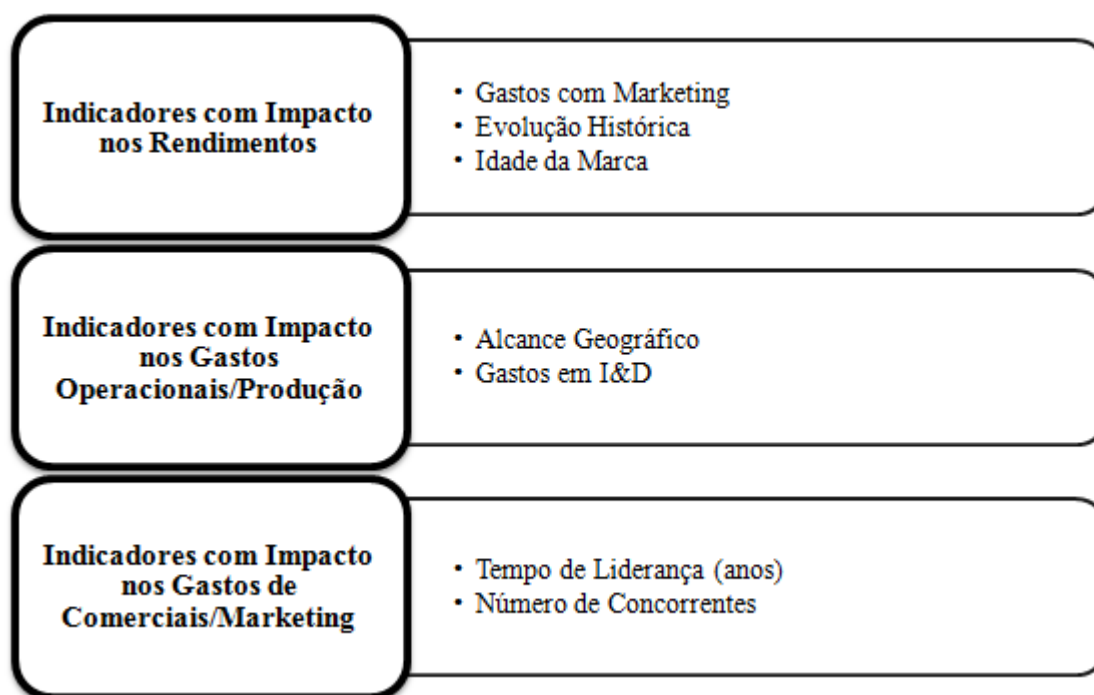 Indicadores com Impacto
nos Rendimentos
• Gastos com Marketing
• Evolução Histórica
• Idade da Marca
Indicadores com Impacto
nos Gastos
Operacionais/Produção
• Alcance Geográfico
• Gastos em I&D
Indicadores com Impacto
nos Gastos de
Comerciais/Marketing
• Tempo de Liderança (anos)
• Número de Concorrentes